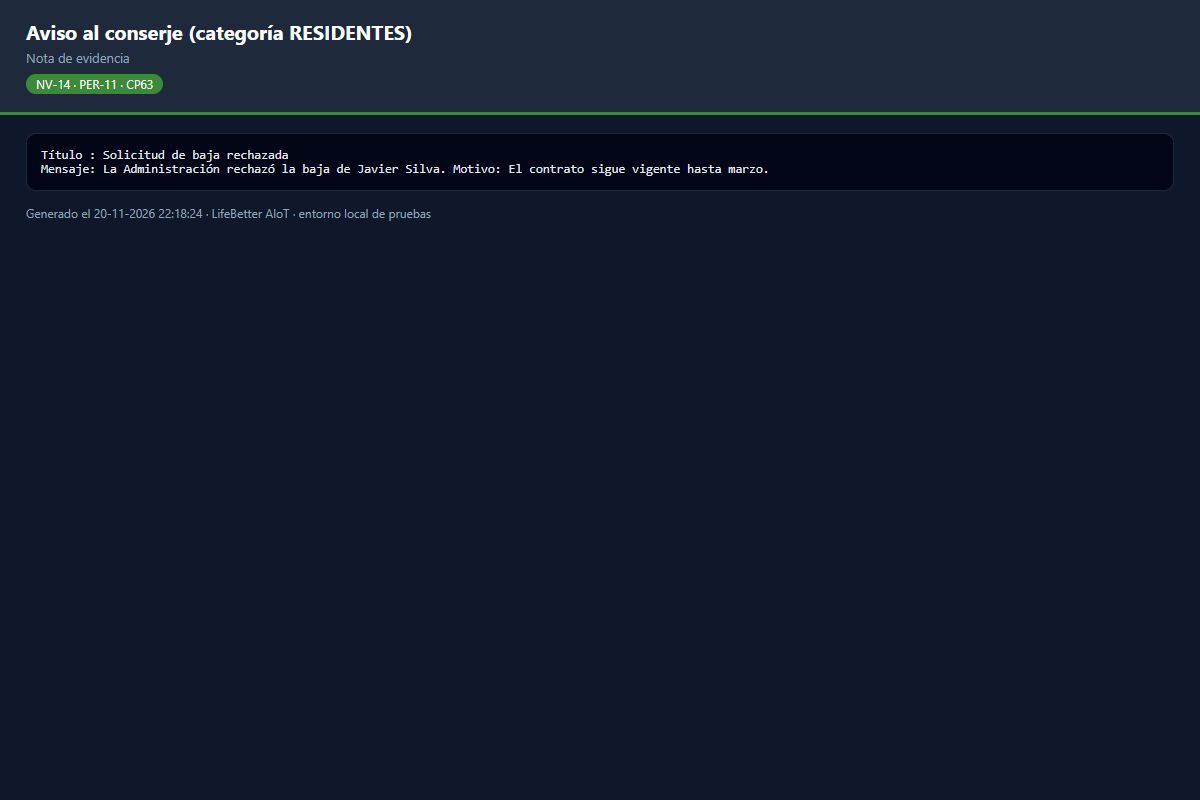 Aviso al conserje (categoría RESIDENTES)
Nota de evidencia
NV-14 · PER-11 · CP63
Título : Solicitud de baja rechazada
Mensaje: La Administración rechazó la baja de Javier Silva. Motivo: El contrato sigue vigente hasta marzo.
Generado el 20-11-2026 22:18:24 · LifeBetter AIoT · entorno local de pruebas